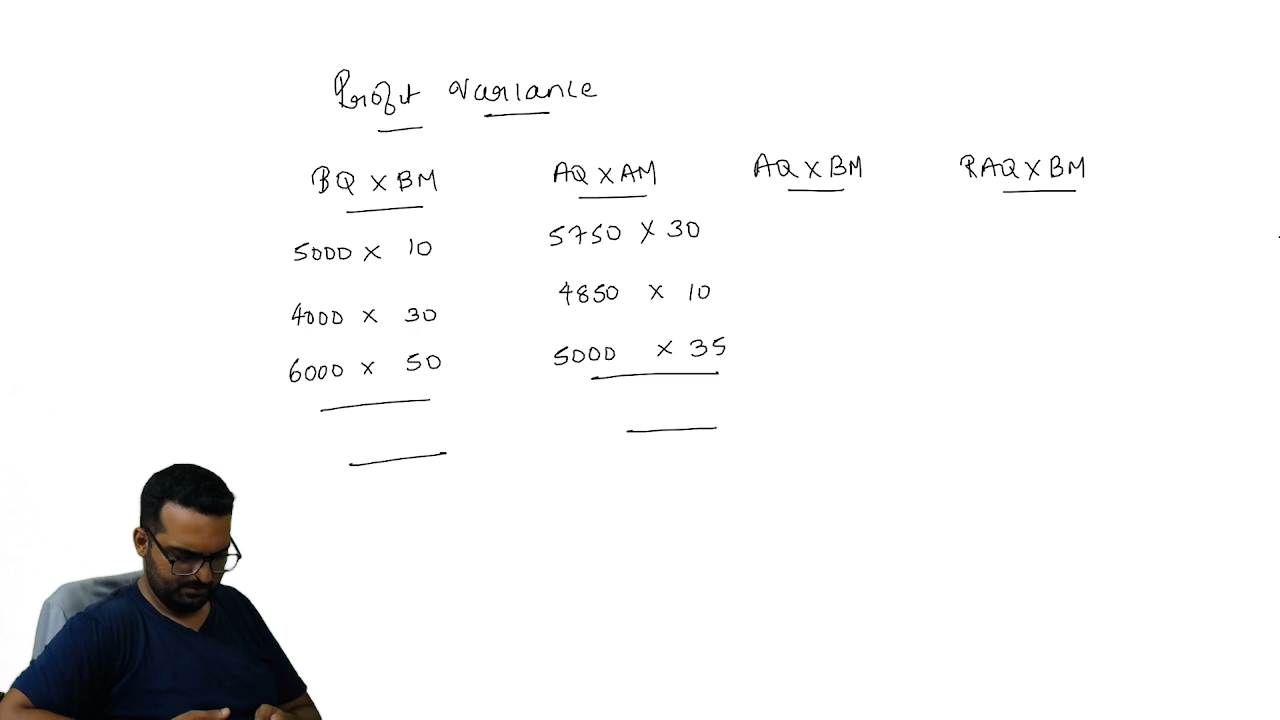 Profit Variance
BQ X BM AQ X AM AQ X BM RAQ X BM
5000 X 10 5750 X 30
4000 X 30 4850 X 10
6000 X 50 5000 X 35